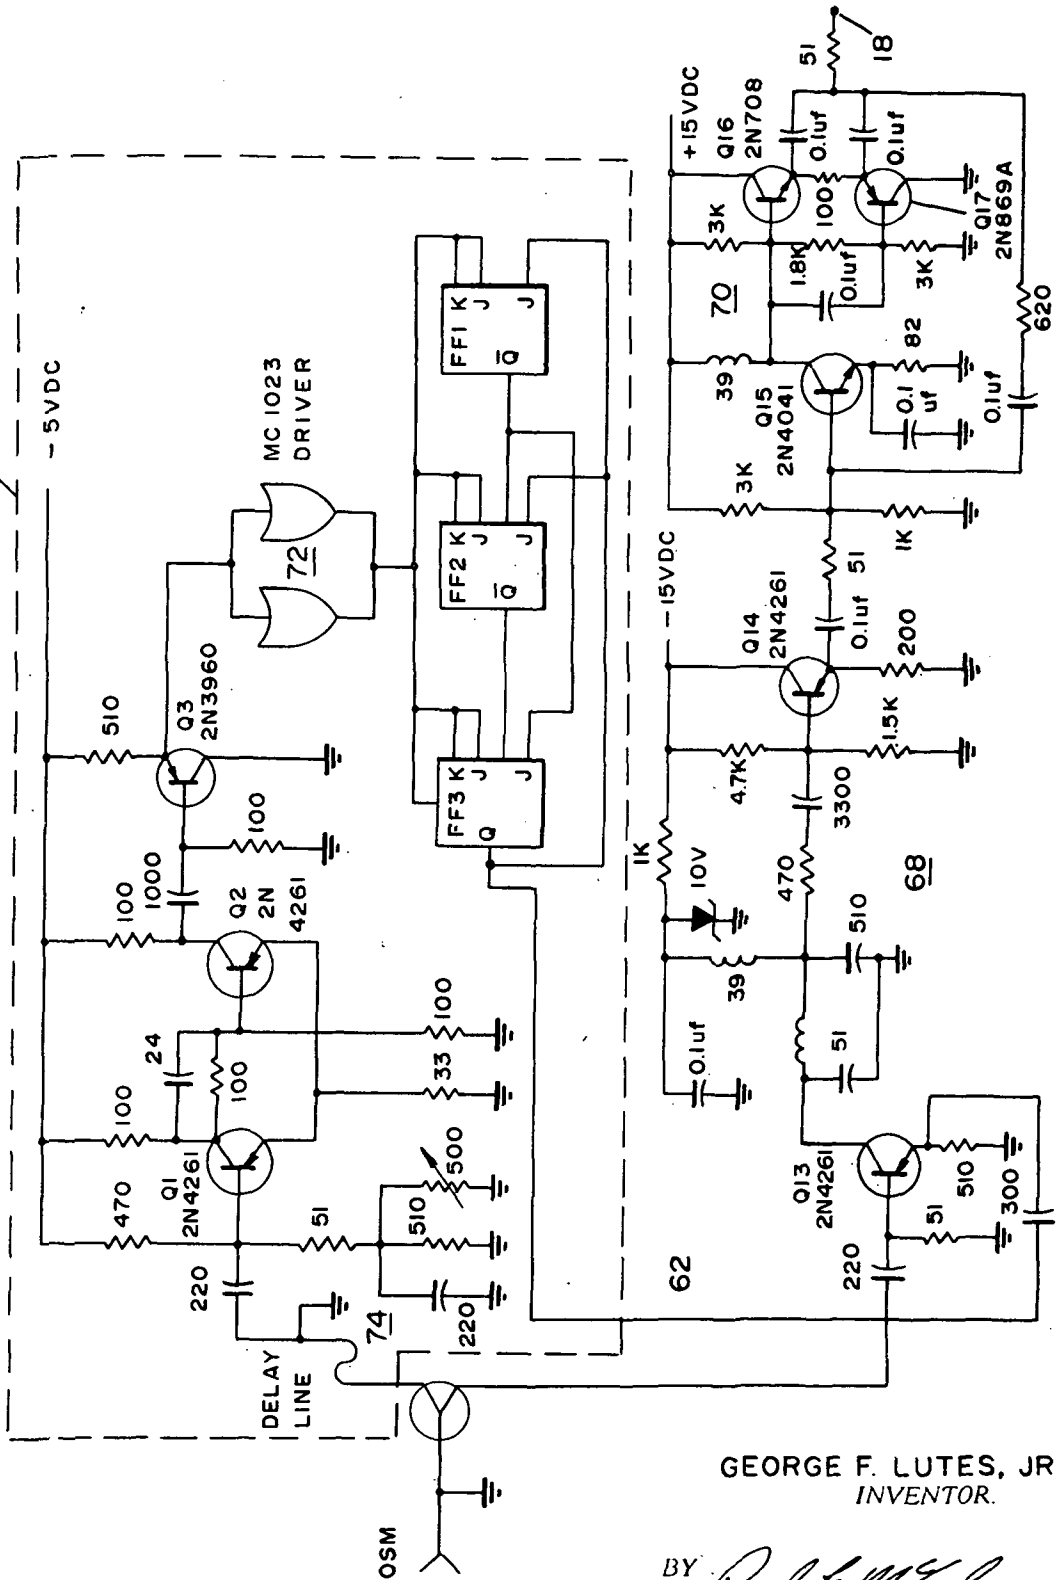 -5VDC
510
Q3
2N3960
MC 1023
DRIVER
72
100
1000
100
Q2
2N
4261
100
24
100
100
33
470
Q1
2N4261
220
51
510
500
220
74
DELAY
LINE
OSM
FF3
K
J
J
Q
FF2
K
J
J
Q̅
FF1
K
J
J
Q̅
62
Q13
2N4261
220
51
510
300
51
0.1uf
39
10V
1K
510
470
68
3300
4.7K
1.5K
-15VDC
Q14
2N4261
200
0.1uf
51
3K
1K
39
Q15
2N4041
0.1
uf
82
70
3K
1.8K
0.1uf
3K
+15VDC
Q16
2N708
0.1uf
100
0.1uf
Q17
2N869A
51
18
0.1uf
620
GEORGE F. LUTES, JR
INVENTOR.
BY